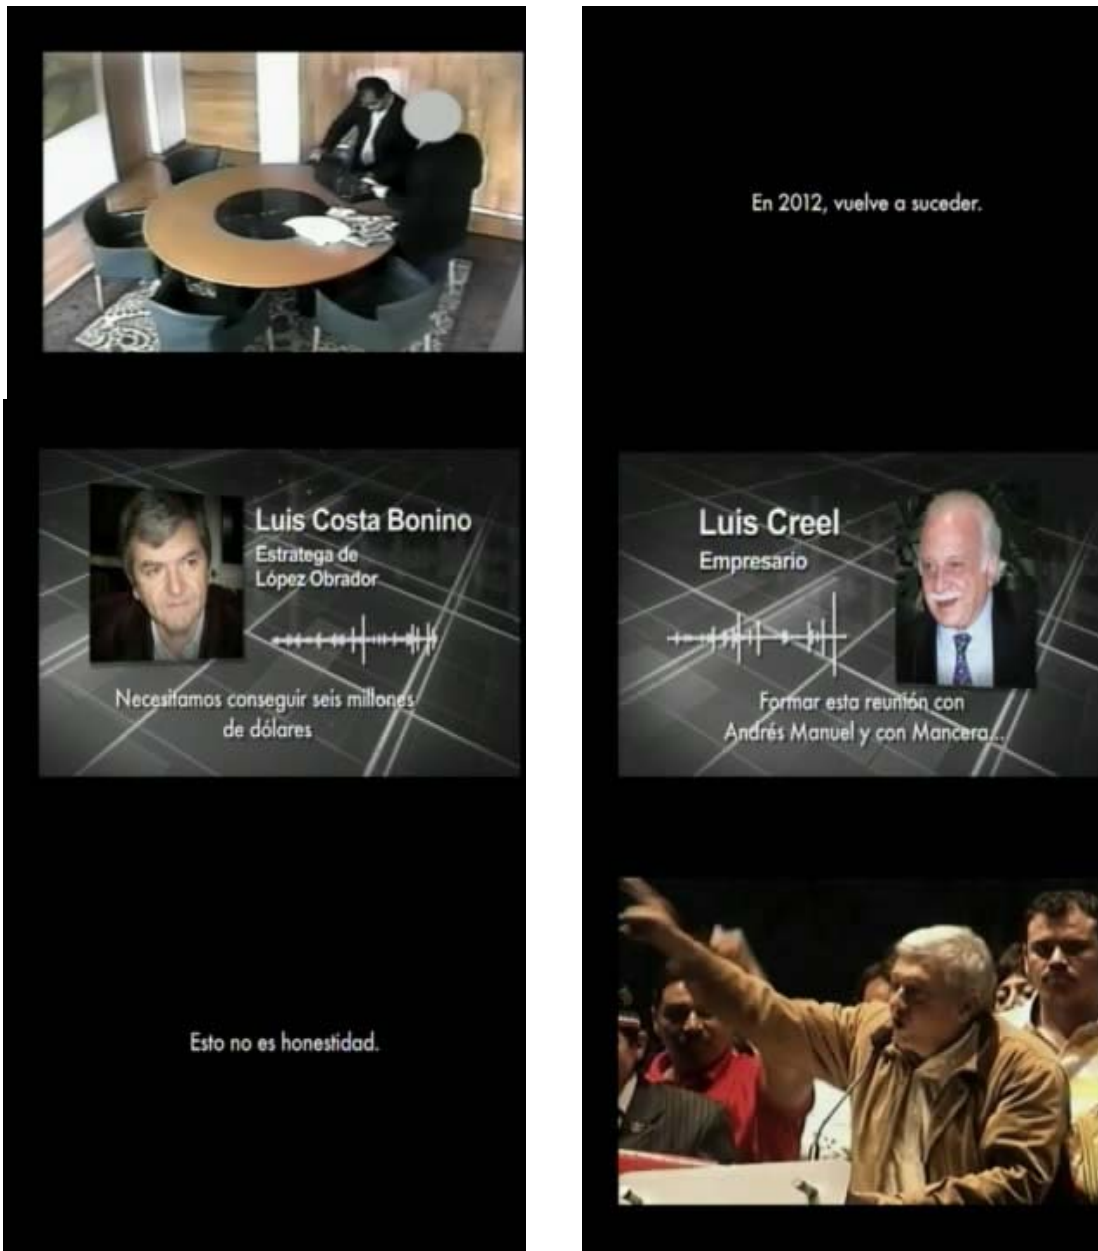 En 2012, vuelve a suceder.
Luis Costa Bonino
Estratega de
López Obrador
Necesitamos conseguir seis millones
de dólares
Luis Creel
Empresario
Formar esta reunión con
Andrés Manuel y con Mancera...
Esto no es honestidad.